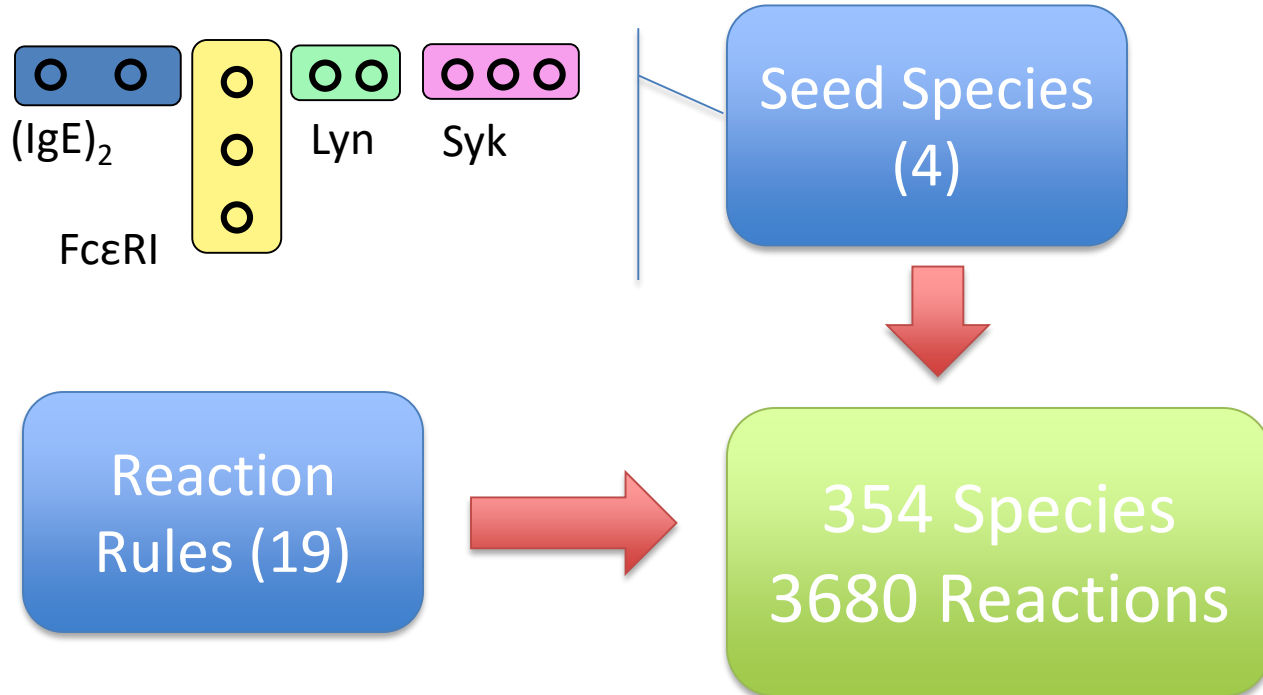 (IgE)₂
FcεRI
Lyn
Syk
Seed Species
(4)
Reaction
Rules (19)
354 Species
3680 Reactions